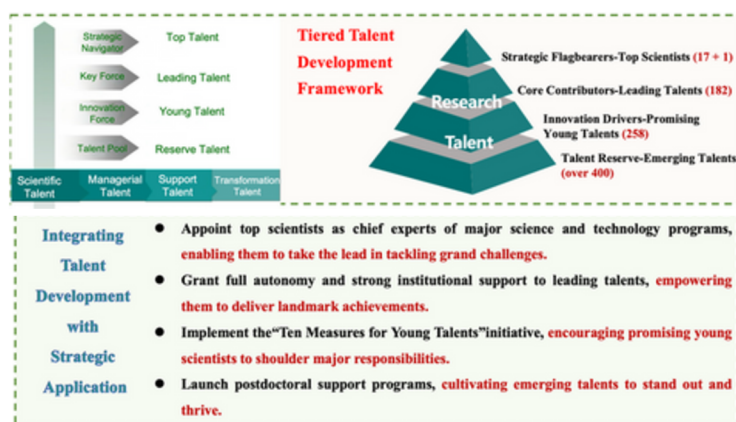 Strategic
Navigator
Top Talent
Key Force
Leading Talent
Innovation
Force
Young Talent
Talent Pool
Reserve Talent
Scientific
Talent
Managerial
Talent
Support
Talent
Transformation
Talent
Tiered Talent
Development
Framework
Research
Talent
Strategic Flagbearers-Top Scientists (17 + 1)
Core Contributors-Leading Talents (182)
Innovation Drivers-Promising
Young Talents (258)
Talent Reserve-Emerging Talents
(over 400)
Integrating
Talent
Development
with
Strategic
Application
● Appoint top scientists as chief experts of major science and technology programs,
enabling them to take the lead in tackling grand challenges.
● Grant full autonomy and strong institutional support to leading talents, empowering
them to deliver landmark achievements.
● Implement the“Ten Measures for Young Talents”initiative, encouraging promising young
scientists to shoulder major responsibilities.
● Launch postdoctoral support programs, cultivating emerging talents to stand out and
thrive.